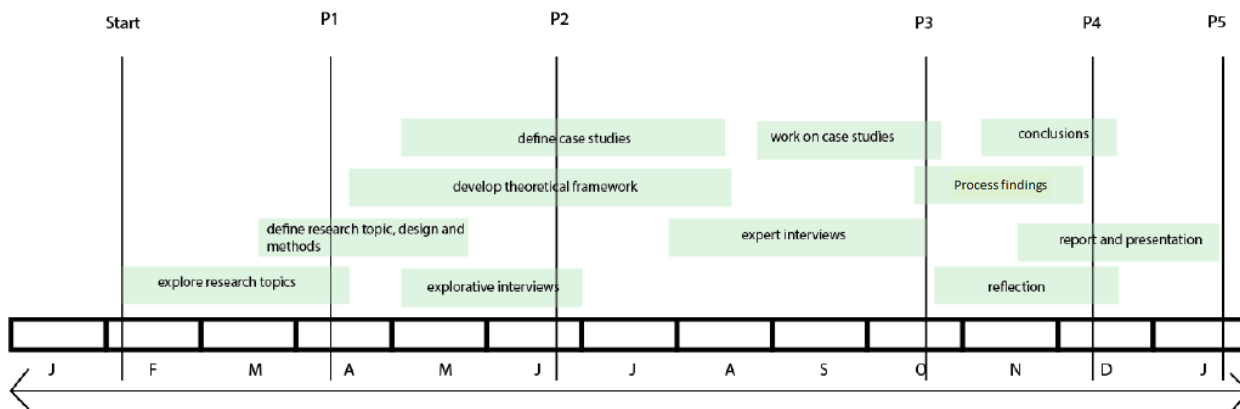 Start P1 P2 P3 P4 P5
define case studies work on case studies conclusions
develop theoretical framework Process findings
define research topic, design and
methods
expert interviews report and presentation
explore research topics explorative interviews reflection
J F M A M J J A S O N D J